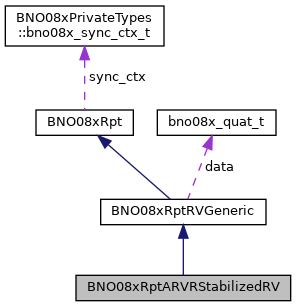 BNO08xPrivateTypes
::bno08x_sync_ctx_t
sync_ctx
BNO08xRpt
bno08x_quat_t
data
BNO08xRptRVGeneric
BNO08xRptARVRStabilizedRV